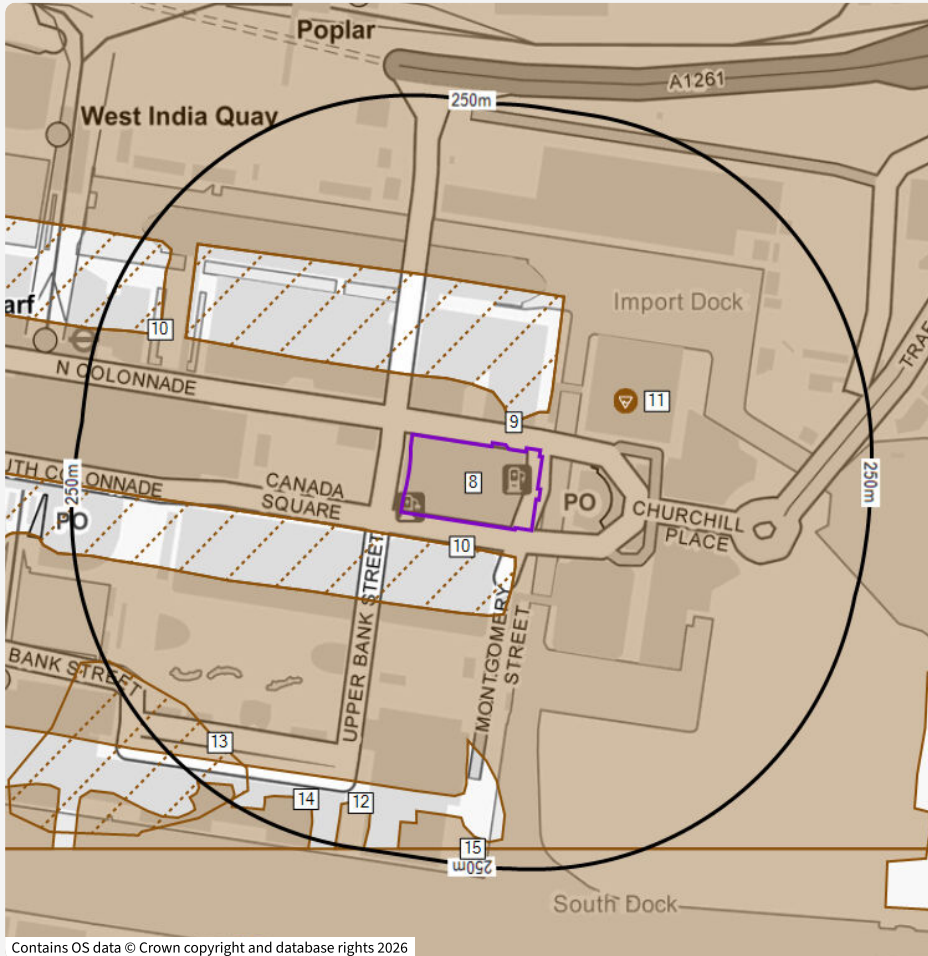 Poplar
A1261
250m
West India Quay
Import Dock
arf
10
11
TRAF
N COLONNADE
9
8
PO
UTH COLONNADE
CANADA
SQUARE
250m
250m
PO
CHURCHILL
PLACE
10
UPPER BANK STREET
MONTGOMERY
STREET
BANK STREET
13
14
12
15
250m
South Dock
Contains OS data © Crown copyright and database rights 2026